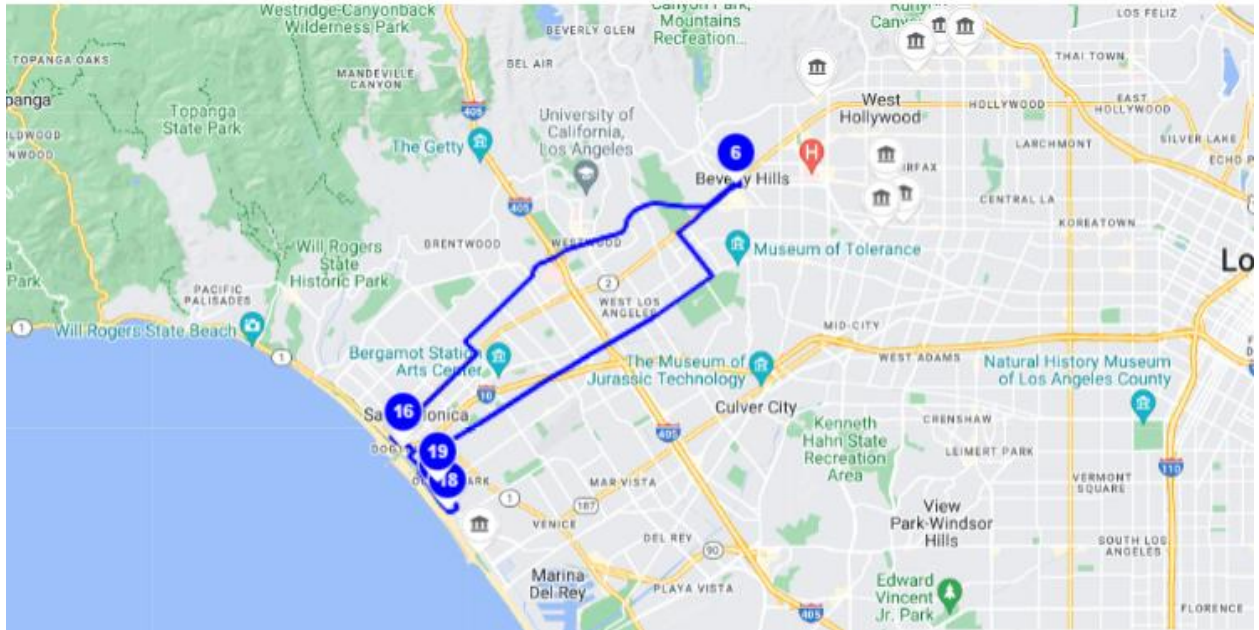 Westridge-Canyonback
Wilderness Park
Canyon Park,
Mountains
Recreation...
LOS FELIZ
BEVERLY GLEN
TOPANGA OAKS
BEL AIR
THAI TOWN
MANDEVILLE
CANYON
405
Topanga
State Park
University of
California,
Los Angeles
West
Hollywood
HOLLYWOOD
EAST
HOLLYWOOD
The Getty
6
H
LARCHMONT
SILVER LAKE
Beverly Hills
CENTRAL LA
405
KOREATOWN
BRENTWOOD
WESTWOOD
Museum of Tolerance
Will Rogers
State
Historic Park
2
PACIFIC
PALISADES
WEST LOS
ANGELES
Lo
1
Will Rogers State Beach
1
MID-CITY
Bergamot Station
Arts Center
The Museum of
Jurassic Technology
WEST ADAMS
Natural History Museum
of Los Angeles County
10
16
Culver City
CRENSHAW
Kenneth
Hahn State
Recreation
Area
405
LEIMERT PARK
19
18
110
MAR VISTA
VERMONT
SQUARE
1
187
View
Park-Windsor
Hills
VENICE
DEL REY
90
SOUTH LOS
ANGELES
Marina
Del Rey
PLAYA VISTA
Edward
Vincent
Jr. Park
405
FLORENCE